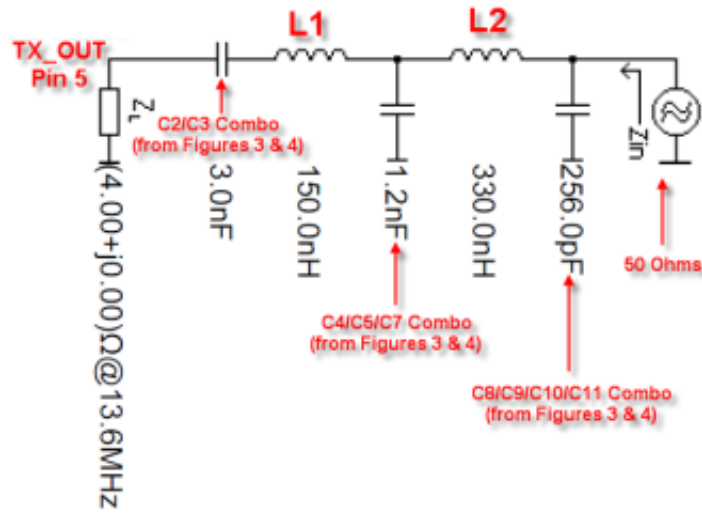 L1
L2
TX_OUT
Pin 5
Z_L
C2/C3 Combo
(from Figures 3 & 4)
Zin
(4.00+j0.00)Ω@13.6MHz
3.0nF
150.0nH
1.2nF
330.0nH
256.0pF
50 Ohms
C4/C5/C7 Combo
(from Figures 3 & 4)
C8/C9/C10/C11 Combo
(from Figures 3 & 4)